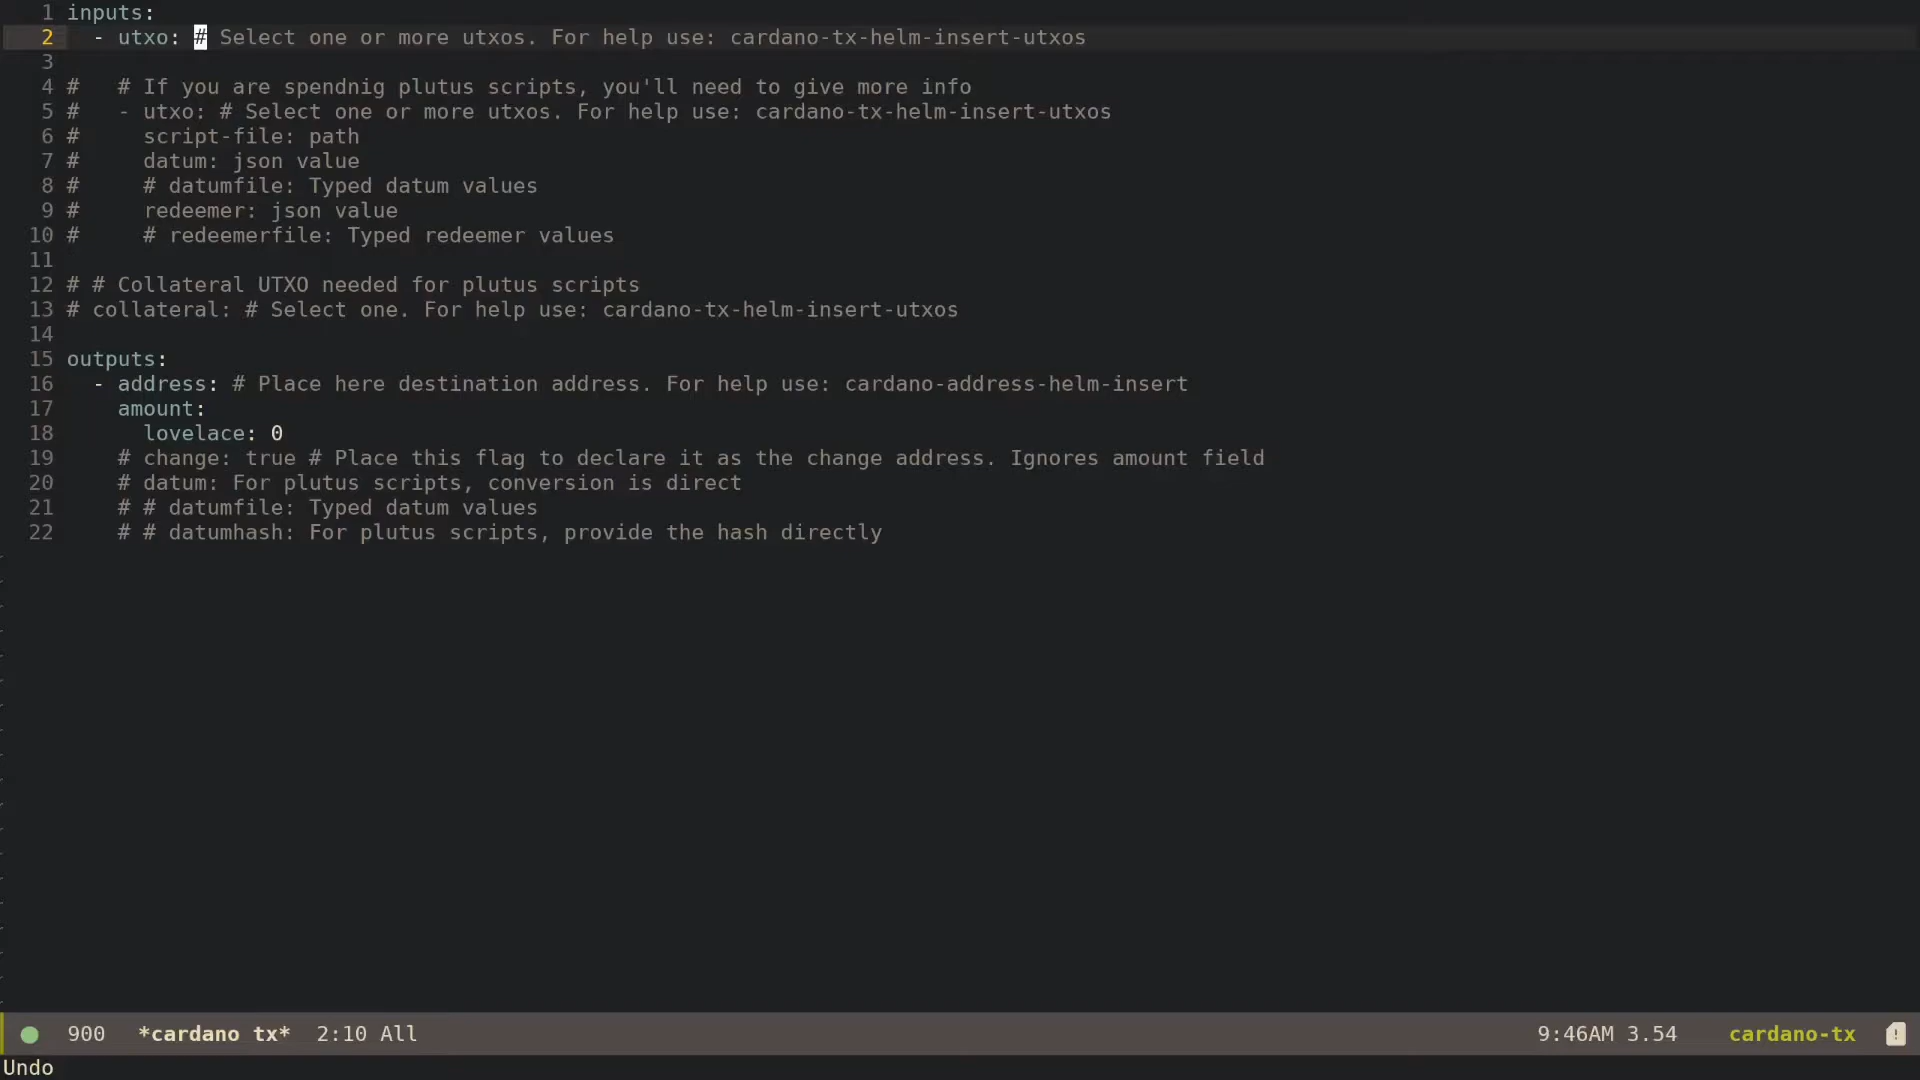 1 inputs:
2   - utxo: # Select one or more utxos. For help use: cardano-tx-helm-insert-utxos
3
4 #   # If you are spendnig plutus scripts, you'll need to give more info
5 #   - utxo: # Select one or more utxos. For help use: cardano-tx-helm-insert-utxos
6 #     script-file: path
7 #     datum: json value
8 #     # datumfile: Typed datum values
9 #     redeemer: json value
10 #     # redeemerfile: Typed redeemer values
11
12 # # Collateral UTXO needed for plutus scripts
13 # collateral: # Select one. For help use: cardano-tx-helm-insert-utxos
14
15 outputs:
16   - address: # Place here destination address. For help use: cardano-address-helm-insert
17     amount:
18       lovelace: 0
19     # change: true # Place this flag to declare it as the change address. Ignores amount field
20     # datum: For plutus scripts, conversion is direct
21     # # datumfile: Typed datum values
22     # # datumhash: For plutus scripts, provide the hash directly
900 *cardano tx* 2:10 All 9:46AM 3.54 cardano-tx
Undo